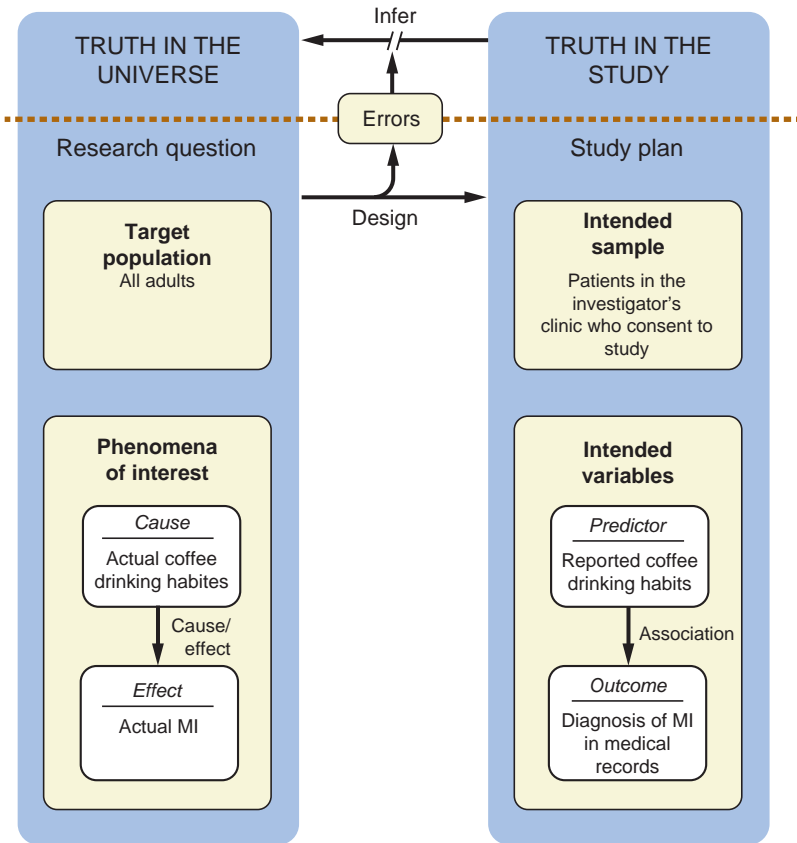 Infer
TRUTH IN THE
UNIVERSE
TRUTH IN THE
STUDY
Errors
Research question
Study plan
Design
Target
population
All adults
Intended
sample
Patients in the
investigator's
clinic who consent to
study
Phenomena
of interest
Cause
Actual coffee
drinking habites
Cause/
effect
Effect
Actual MI
Intended
variables
Predictor
Reported coffee
drinking habits
Association
Outcome
Diagnosis of MI
in medical
records